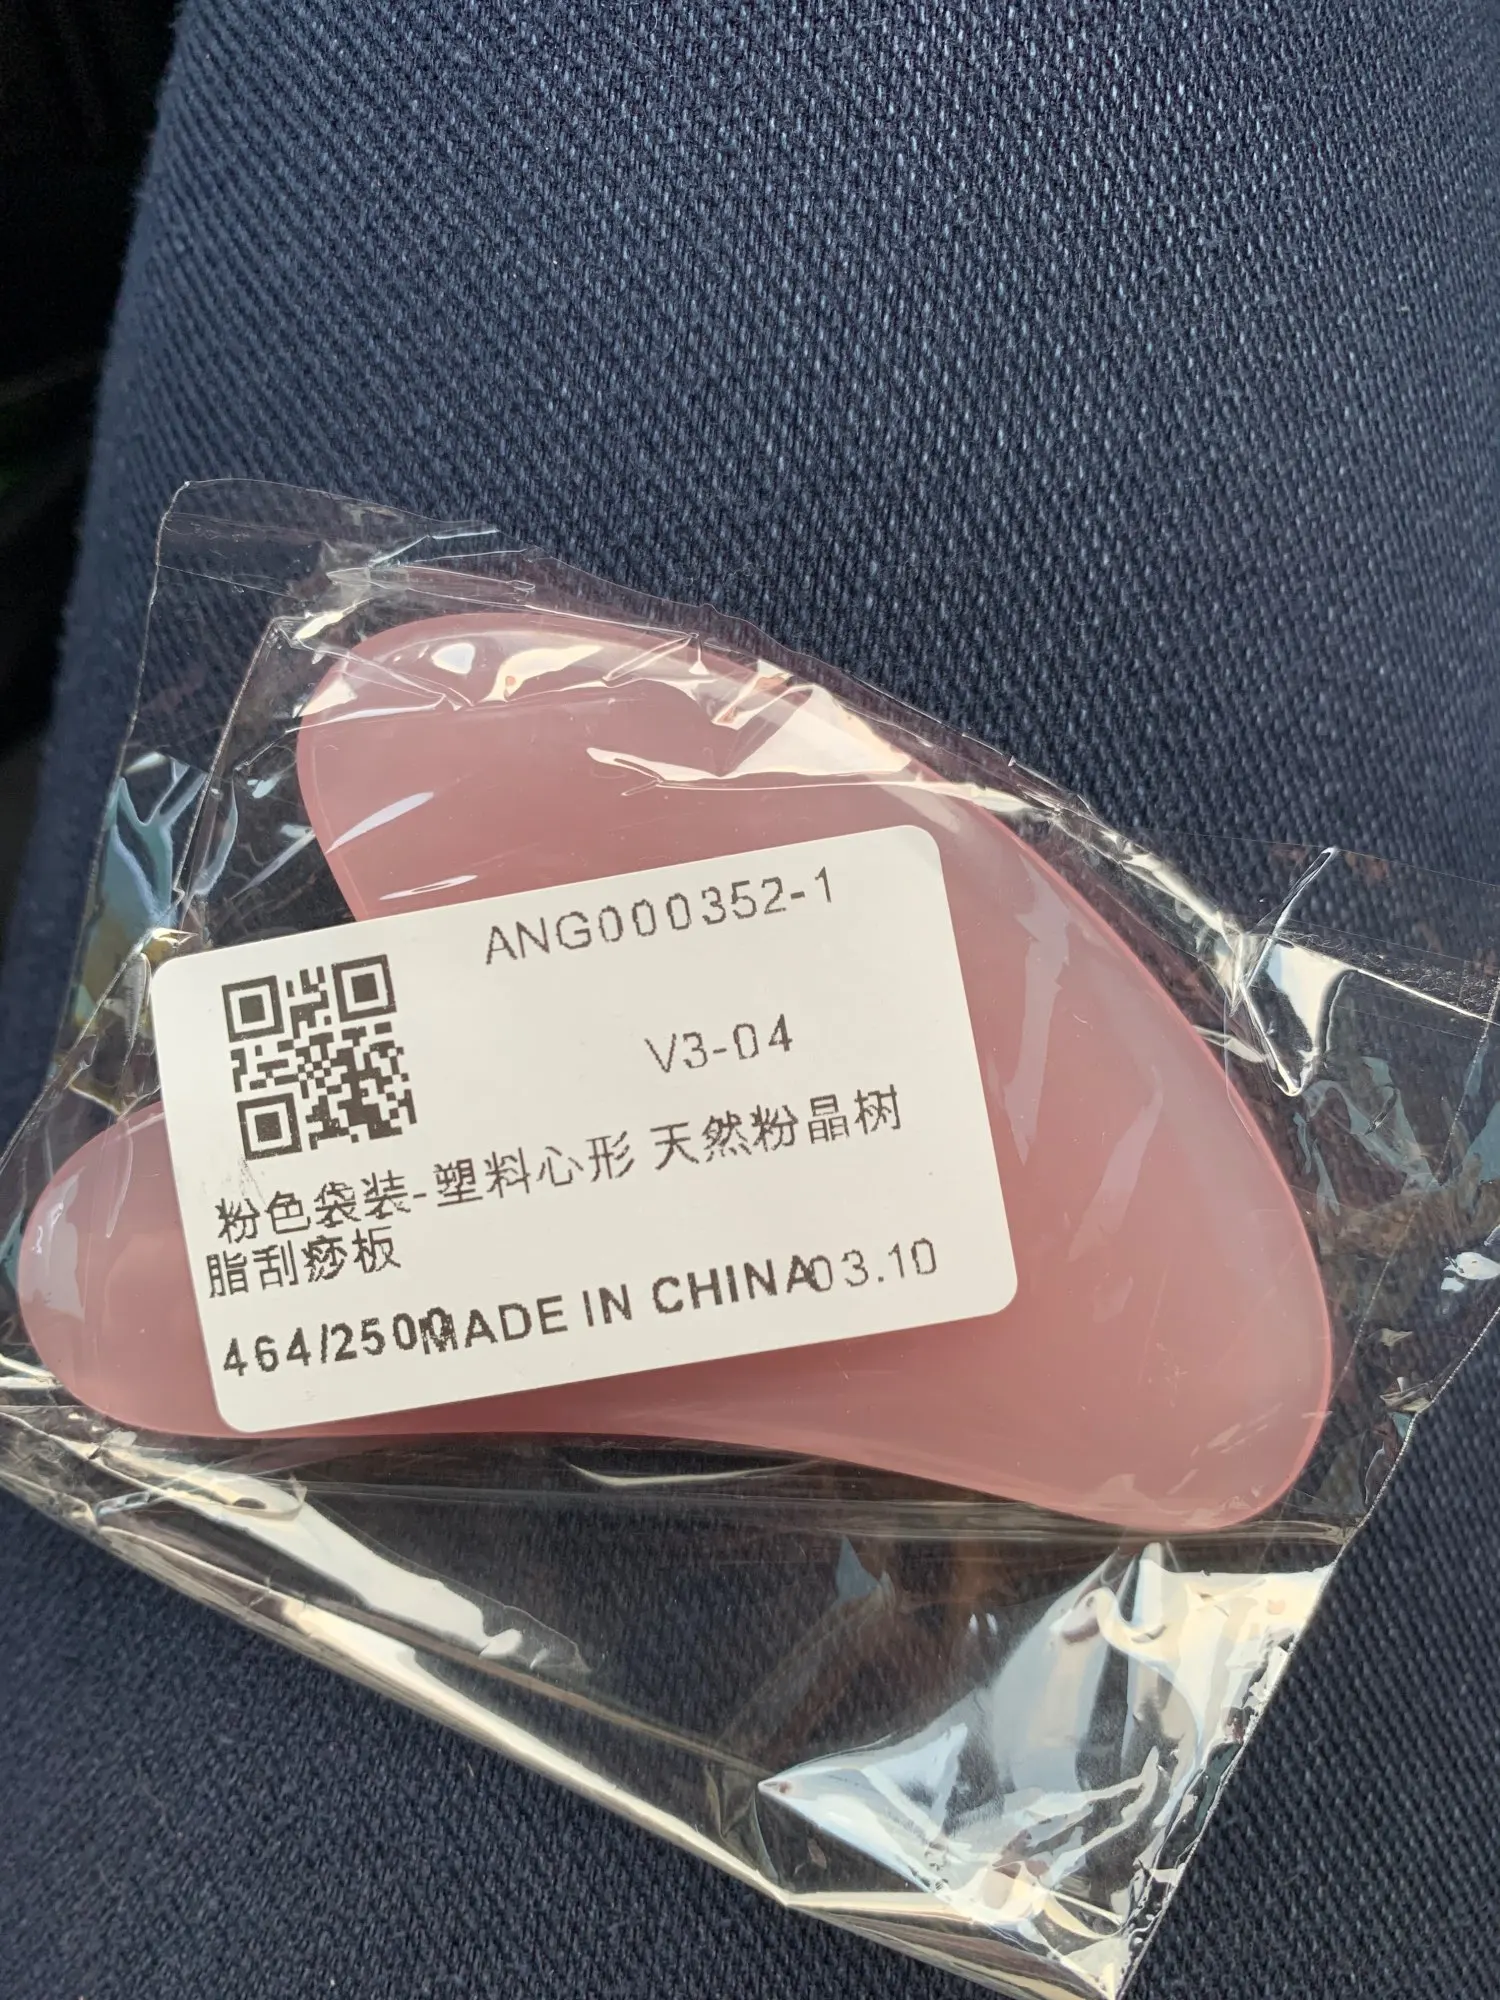 ANG000352-1
V3-04
粉色袋装-塑料心形 天然粉晶树
脂刮痧板
464/2500MADE IN CHINA03.10